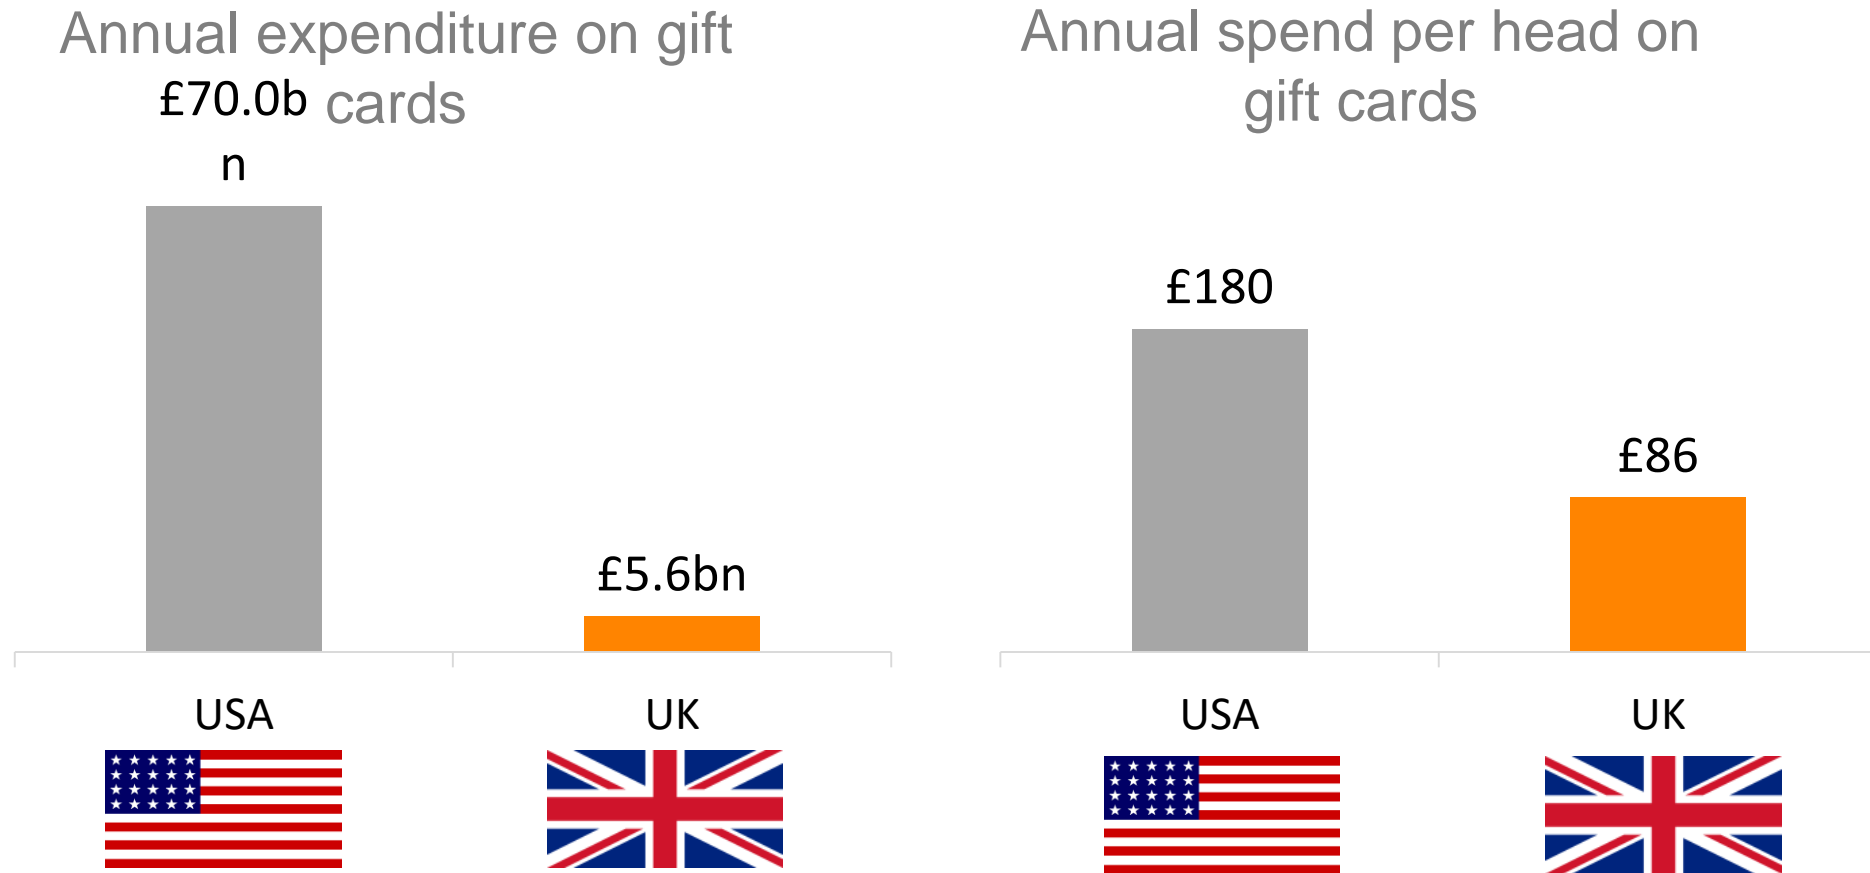 Annual expenditure on gift
cards
£70.0b
n
£5.6bn
USA
UK
Annual spend per head on
gift cards
£180
£86
USA
UK